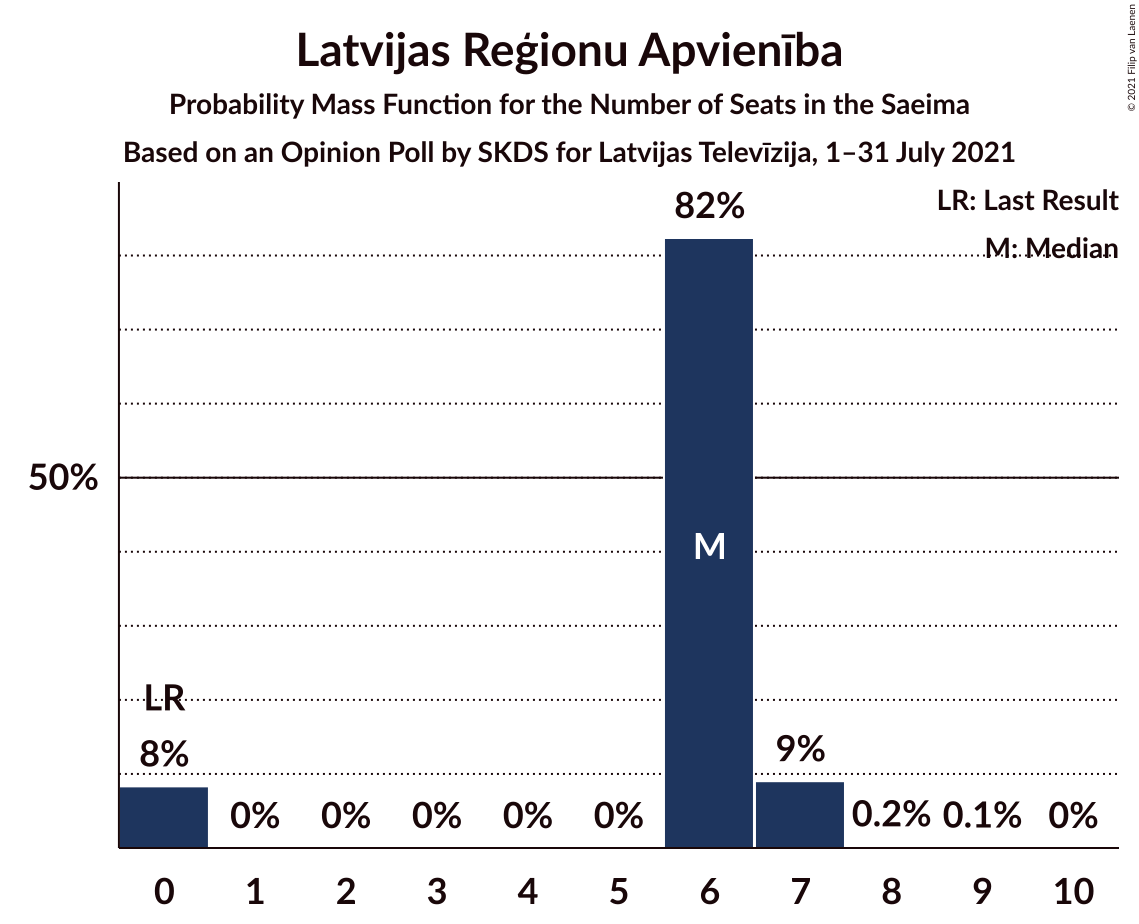 Latvijas Reģionu Apvienība
Probability Mass Function for the Number of Seats in the Saeima
Based on an Opinion Poll by SKDS for Latvijas Televīzija, 1–31 July 2021
© 2021 Filip van Laenen
LR: Last Result
M: Median
82%
50%
M
LR
8%
0%
0%
0%
0%
0%
9%
0.2%
0.1%
0%
0 1 2 3 4 5 6 7 8 9 10